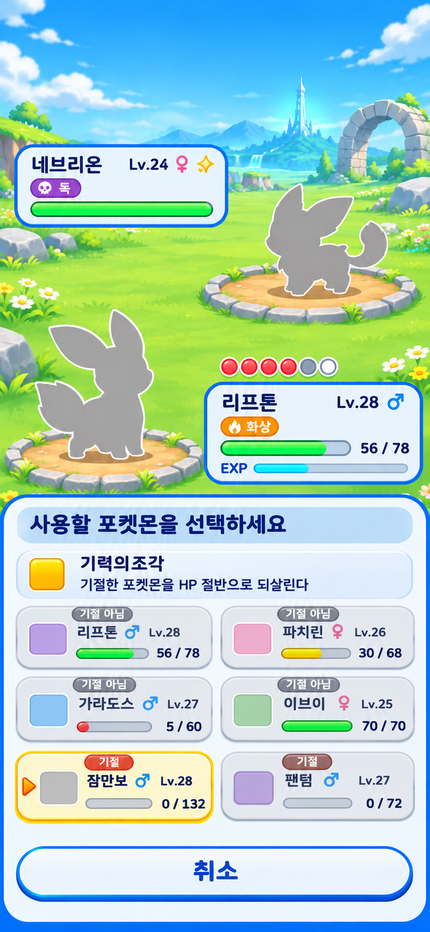 네브리온 Lv.24 ♀
독
리프톤 Lv.28 ♂
화상
56 / 78
EXP
사용할 포켓몬을 선택하세요
기력의조각
기절한 포켓몬을 HP 절반으로 되살린다
기절 아님
리프톤 ♂ Lv.28
56 / 78
기절 아님
파치린 ♀ Lv.26
30 / 68
기절 아님
가라도스 ♂ Lv.27
5 / 60
기절 아님
이브이 ♀ Lv.25
70 / 70
기절
잠만보 ♂ Lv.28
0 / 132
기절
팬텀 ♂ Lv.27
0 / 72
취소